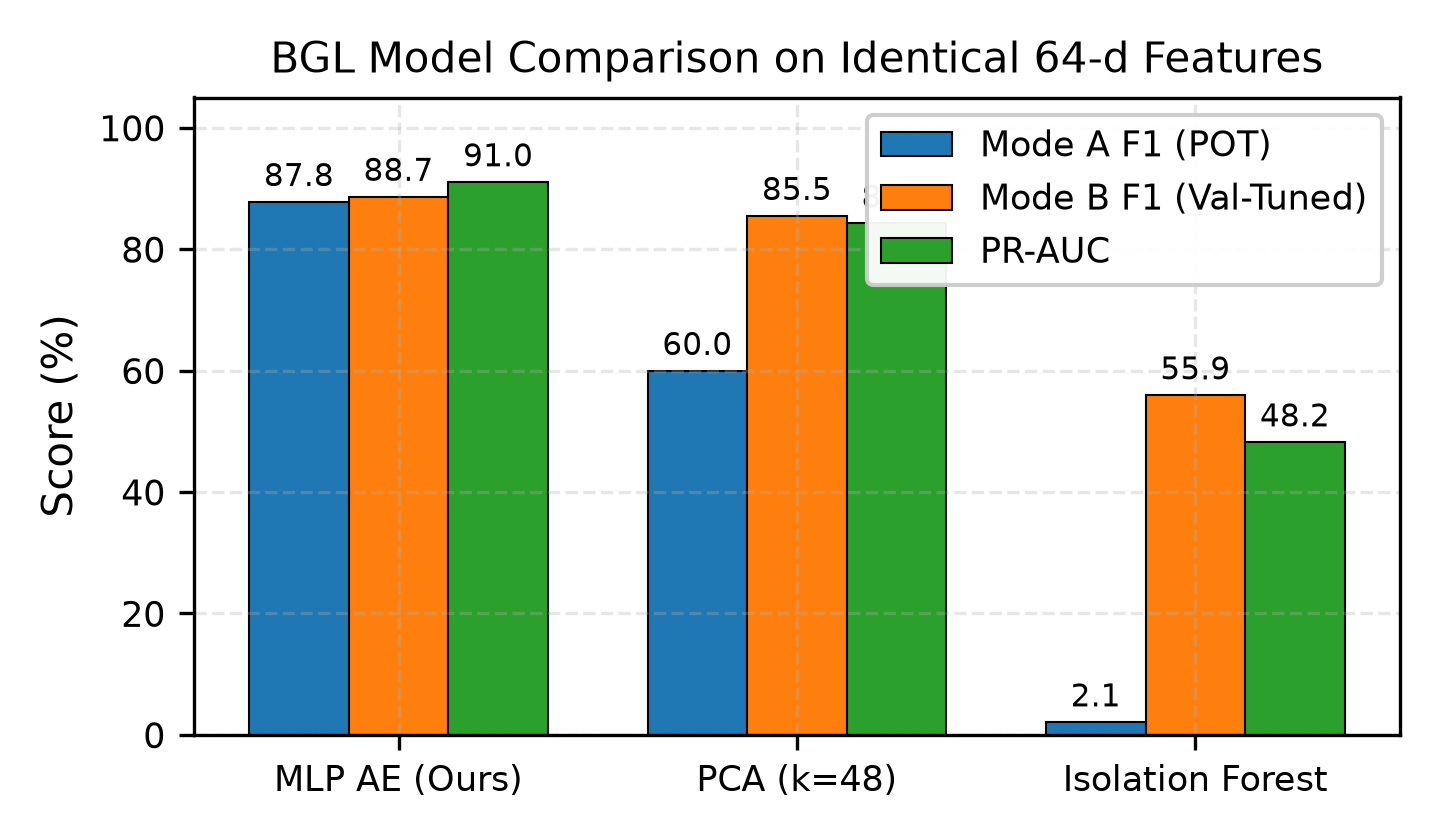 BGL Model Comparison on Identical 64-d Features
Score (%)
100
80
60
40
20
0
87.8
88.7
91.0
60.0
85.5
2.1
55.9
48.2
Mode A F1 (POT)
Mode B F1 (Val-Tuned)
PR-AUC
MLP AE (Ours)
PCA (k=48)
Isolation Forest